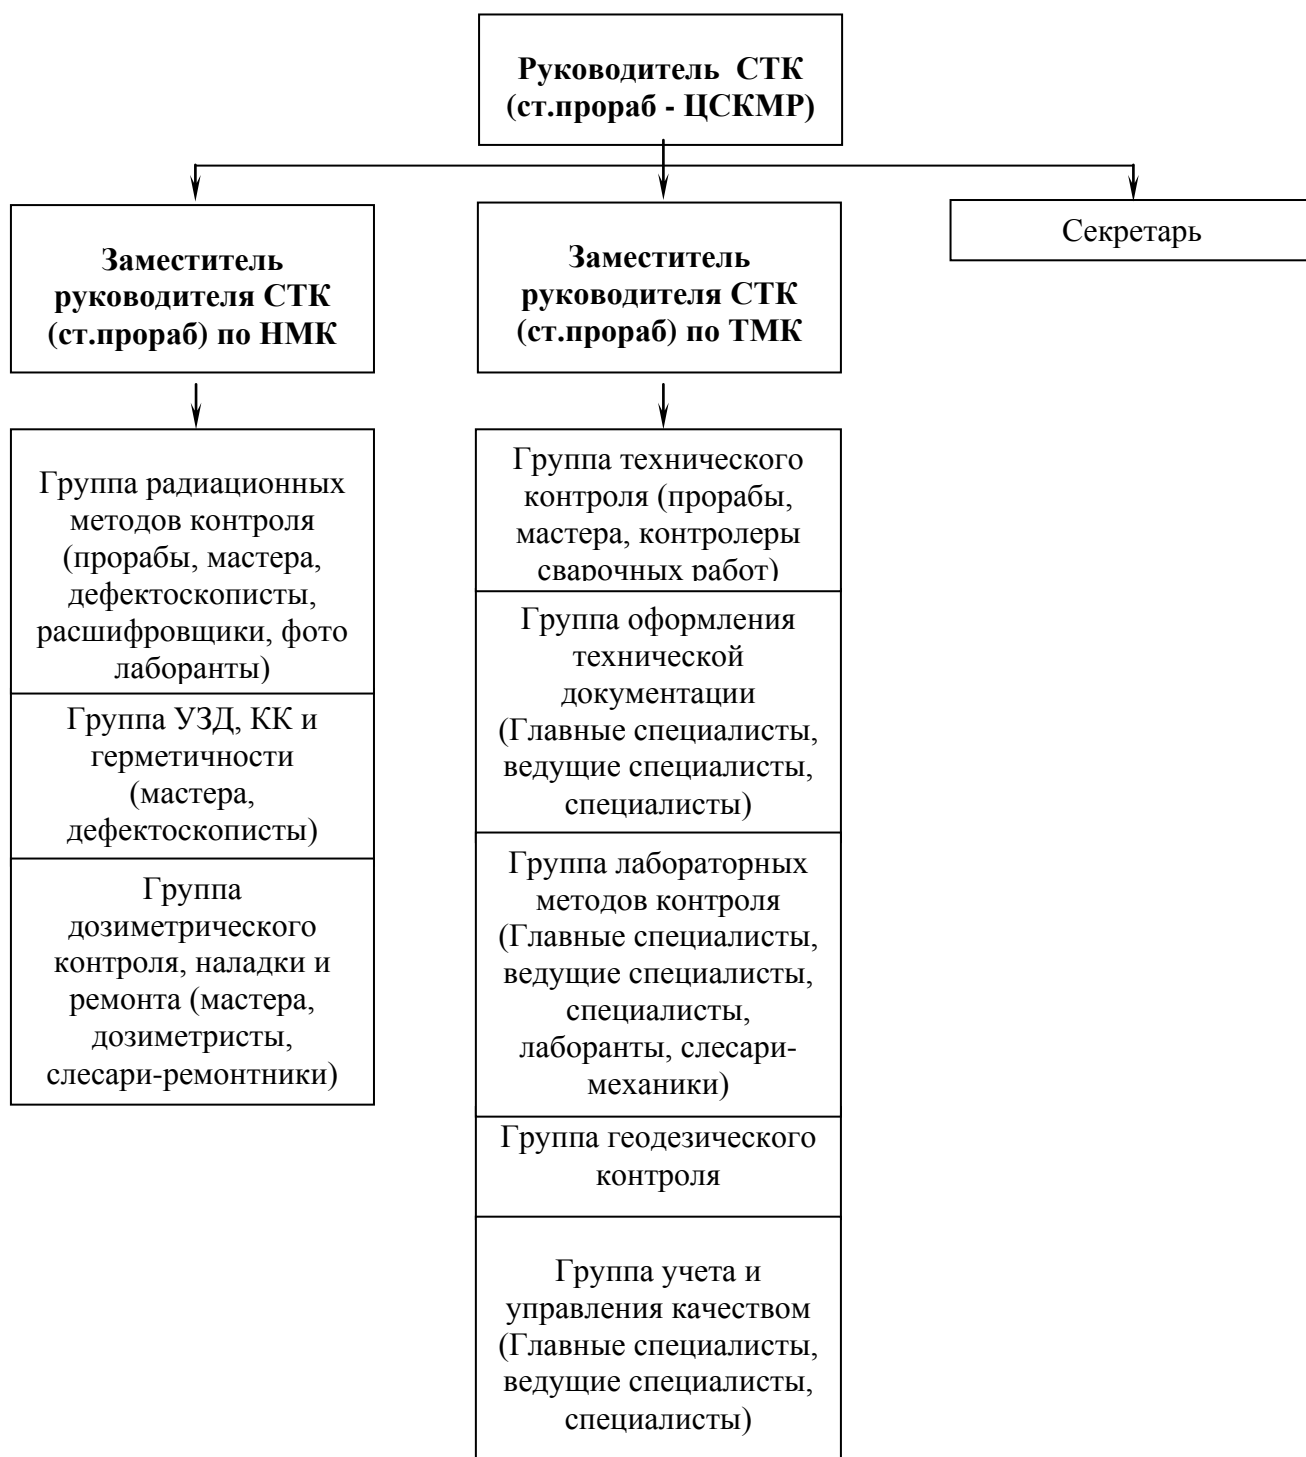 Руководитель СТК
(ст.прораб - ЦСКМР)
Заместитель
руководителя СТК
(ст.прораб) по НМК
Заместитель
руководителя СТК
(ст.прораб) по ТМК
Секретарь
Группа радиационных
методов контроля
(прорабы, мастера,
дефектоскописты,
расшифровщики, фото
лаборанты)
Группа УЗД, КК и
герметичности
(мастера,
дефектоскописты)
Группа
дозиметрического
контроля, наладки и
ремонта (мастера,
дозиметристы,
слесари-ремонтники)
Группа технического
контроля (прорабы,
мастера, контролеры
сварочных работ)
Группа оформления
технической
документации
(Главные специалисты,
ведущие специалисты,
специалисты)
Группа лабораторных
методов контроля
(Главные специалисты,
ведущие специалисты,
специалисты,
лаборанты, слесари-
механики)
Группа геодезического
контроля
Группа учета и
управления качеством
(Главные специалисты,
ведущие специалисты,
специалисты)